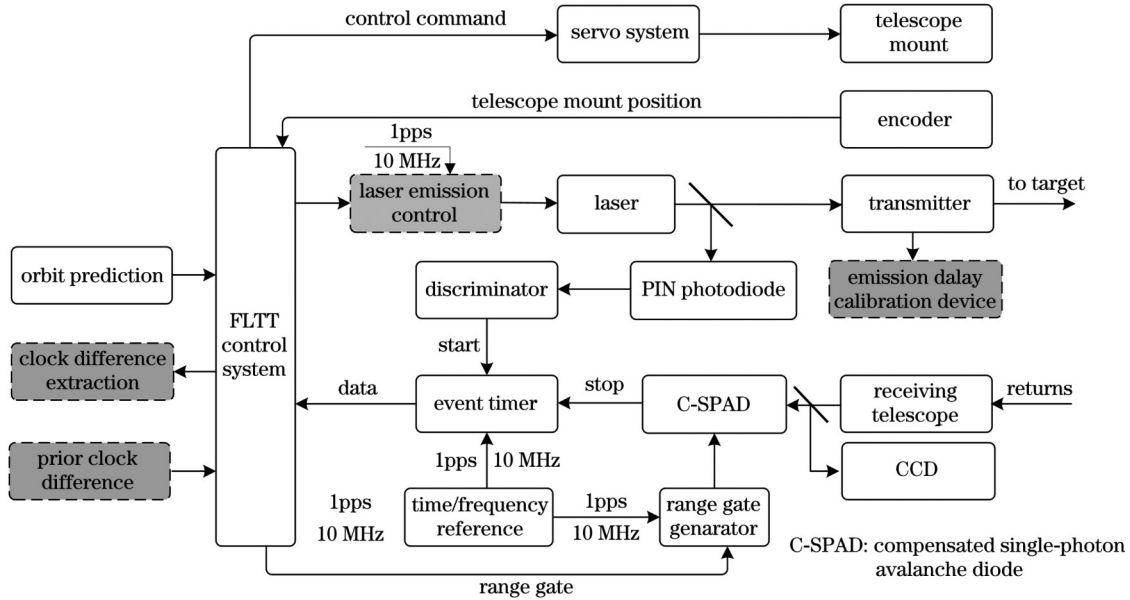 control command
servo system
telescope
mount
telescope mount position
encoder
1pps
10 MHz
laser emission
control
laser
transmitter
to target
orbit prediction
discriminator
PIN photodiode
emission dalay
calibration device
FLTT
control
system
clock difference
extraction
start
data
event timer
stop
C-SPAD
receiving
telescope
returns
prior clock
difference
1pps
10 MHz
CCD
1pps
10 MHz
time/frequency
reference
1pps
10 MHz
range gate
genarator
C-SPAD: compensated single-photon
avalanche diode
range gate